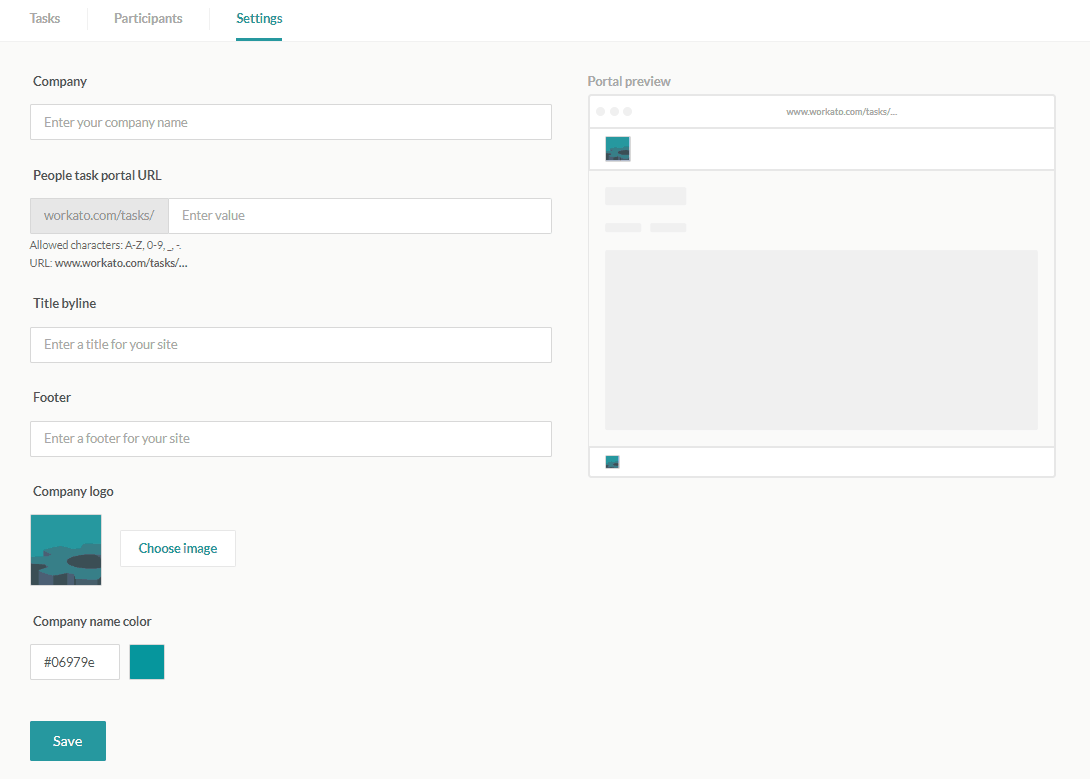 Tasks
Participants
Settings
Company
Enter your company name
People task portal URL
workato.com/tasks/
Enter value
Allowed characters: A-Z, 0-9, _, -.
URL: www.workato.com/tasks/...
Title byline
Enter a title for your site
Footer
Enter a footer for your site
Company logo
Choose image
Company name color
#06979e
Save
Portal preview
www.workato.com/tasks/...